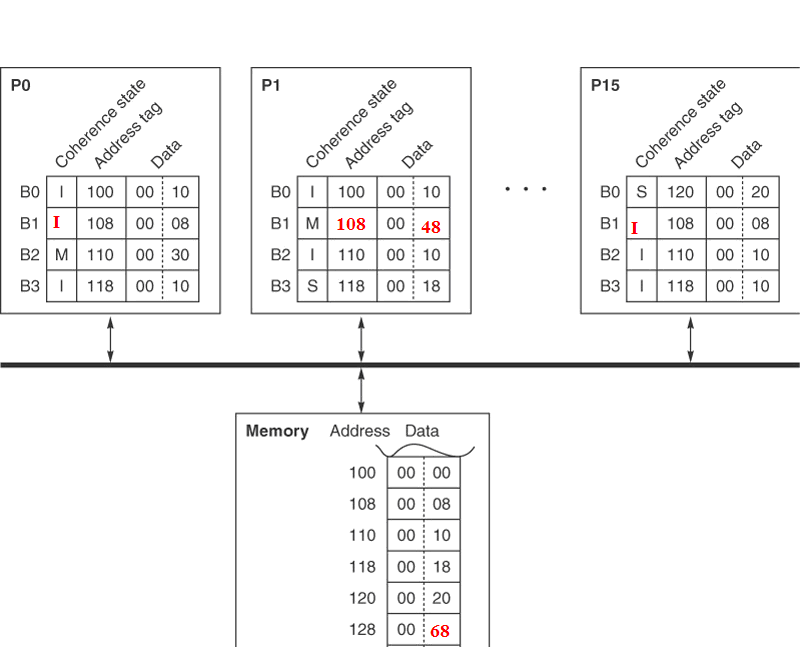 P0
Coherence state
Address tag
Data
B0 I 100 00 10
B1 I 108 00 08
B2 M 110 00 30
B3 I 118 00 10
P1
Coherence state
Address tag
Data
B0 I 100 00 10
B1 M 108 00 48
B2 I 110 00 10
B3 S 118 00 18
. . .
P15
Coherence state
Address tag
Data
B0 S 120 00 20
B1 I 108 00 08
B2 I 110 00 10
B3 I 118 00 10
Memory Address Data
100 00 00
108 00 08
110 00 10
118 00 18
120 00 20
128 00 68